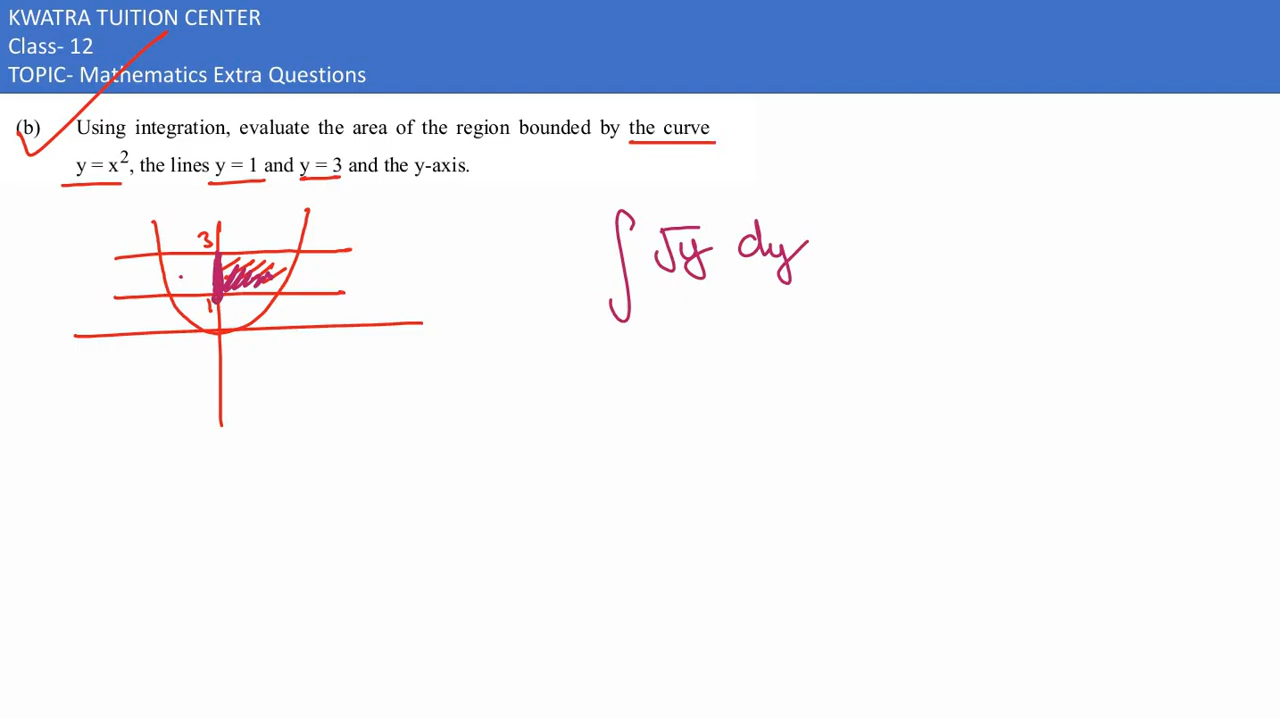 KWATRA TUITION CENTER
Class- 12
TOPIC- Mathematics Extra Questions
(b) Using integration, evaluate the area of the region bounded by the curve
y = x², the lines y = 1 and y = 3 and the y-axis.
3
1
∫ √y dy